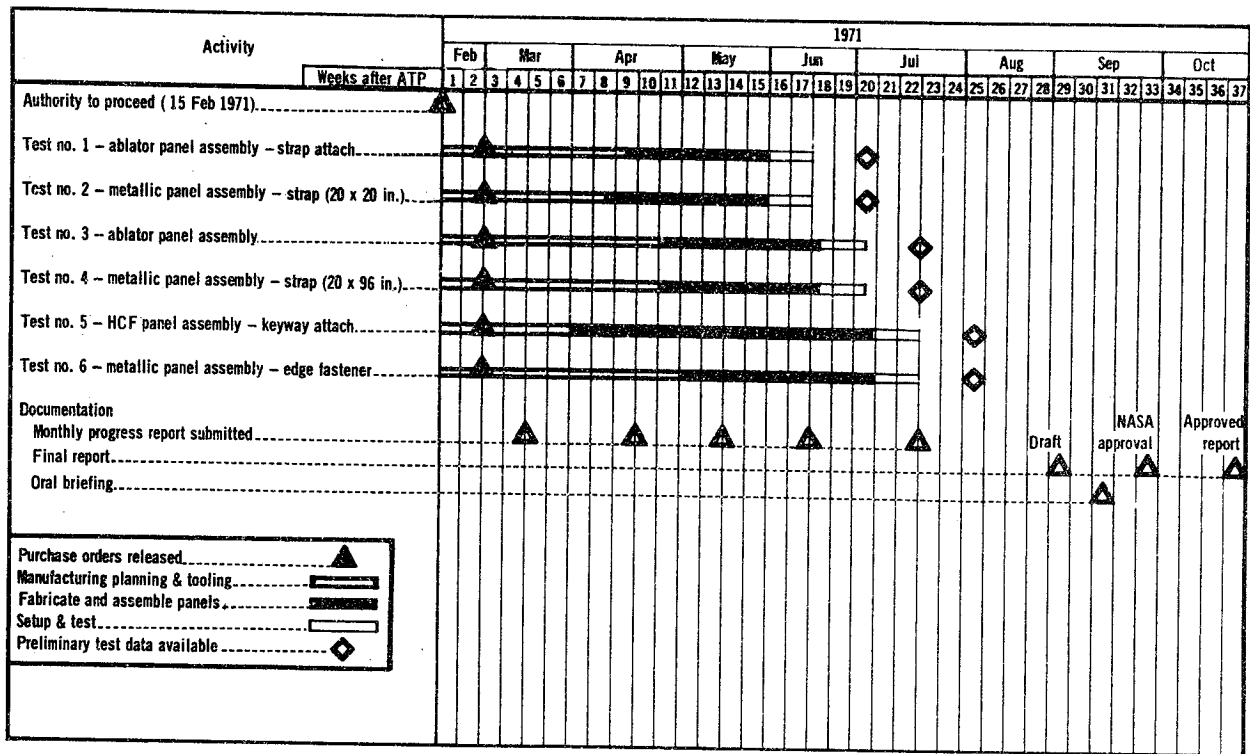 Activity
1971
Feb Mar Apr May Jun Jul Aug Sep Oct
Weeks after ATP 1 2 3 4 5 6 7 8 9 10 11 12 13 14 15 16 17 18 19 20 21 22 23 24 25 26 27 28 29 30 31 32 33 34 35 36 37
Authority to proceed (15 Feb 1971)
Test no. 1 – ablator panel assembly – strap attach
Test no. 2 – metallic panel assembly – strap (20 x 20 in.)
Test no. 3 – ablator panel assembly
Test no. 4 – metallic panel assembly – strap (20 x 96 in.)
Test no. 5 – HCF panel assembly – keyway attach
Test no. 6 – metallic panel assembly – edge fastener
Documentation
Monthly progress report submitted
Final report
Draft
NASA
approval
Approved
report
Oral briefing
Purchase orders released
Manufacturing planning & tooling
Fabricate and assemble panels
Setup & test
Preliminary test data available